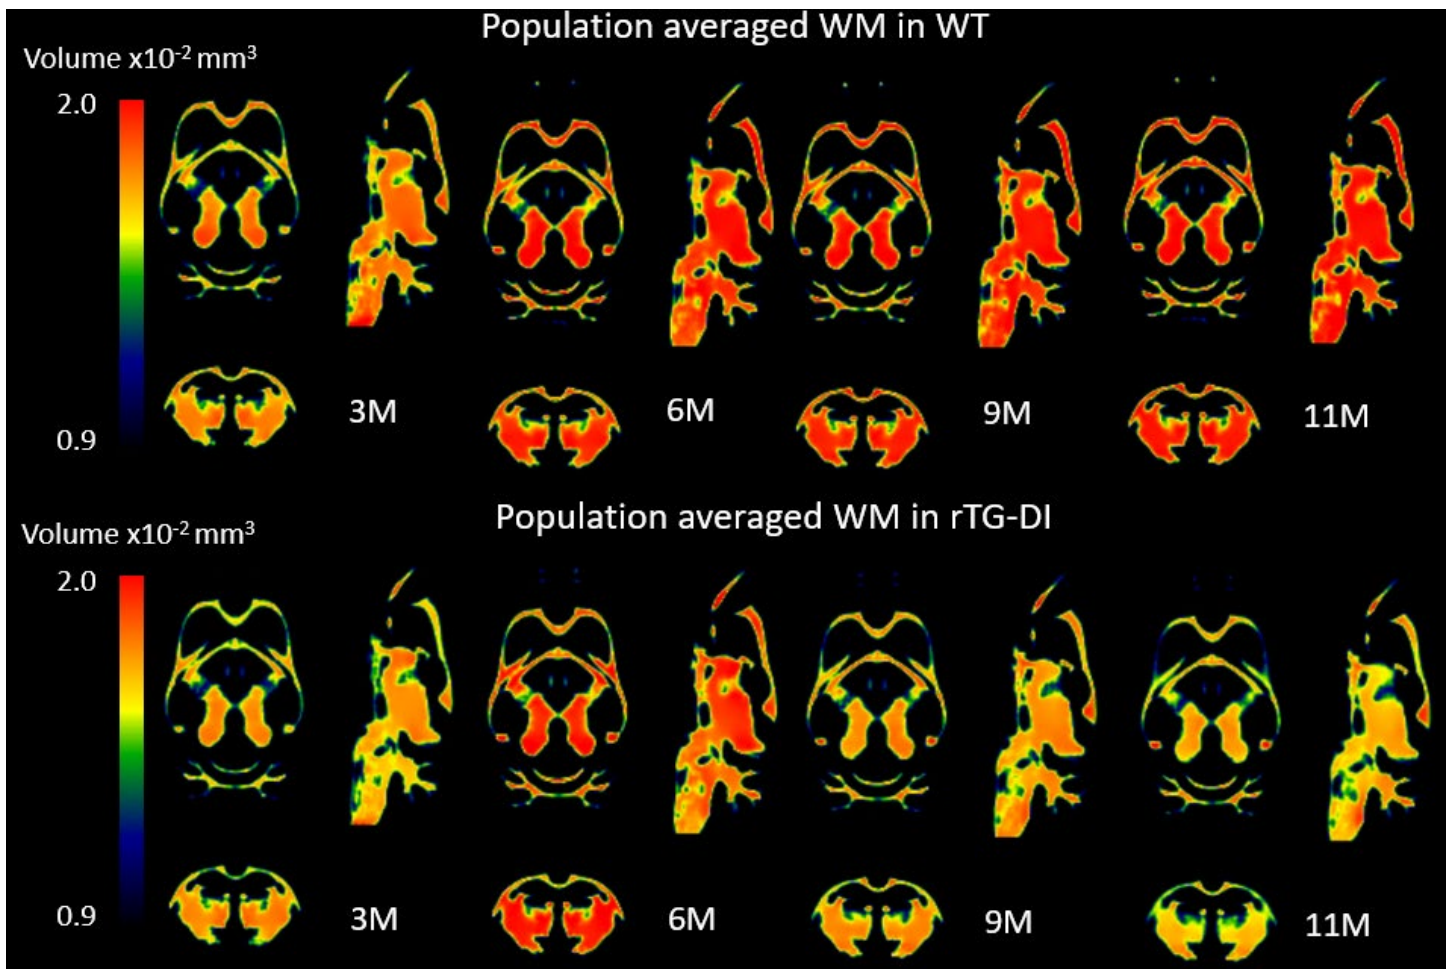 Population averaged WM in WT
Volume x10⁻² mm³
2.0
0.9
3M
6M
9M
11M
Population averaged WM in rTG-DI
Volume x10⁻² mm³
2.0
0.9
3M
6M
9M
11M